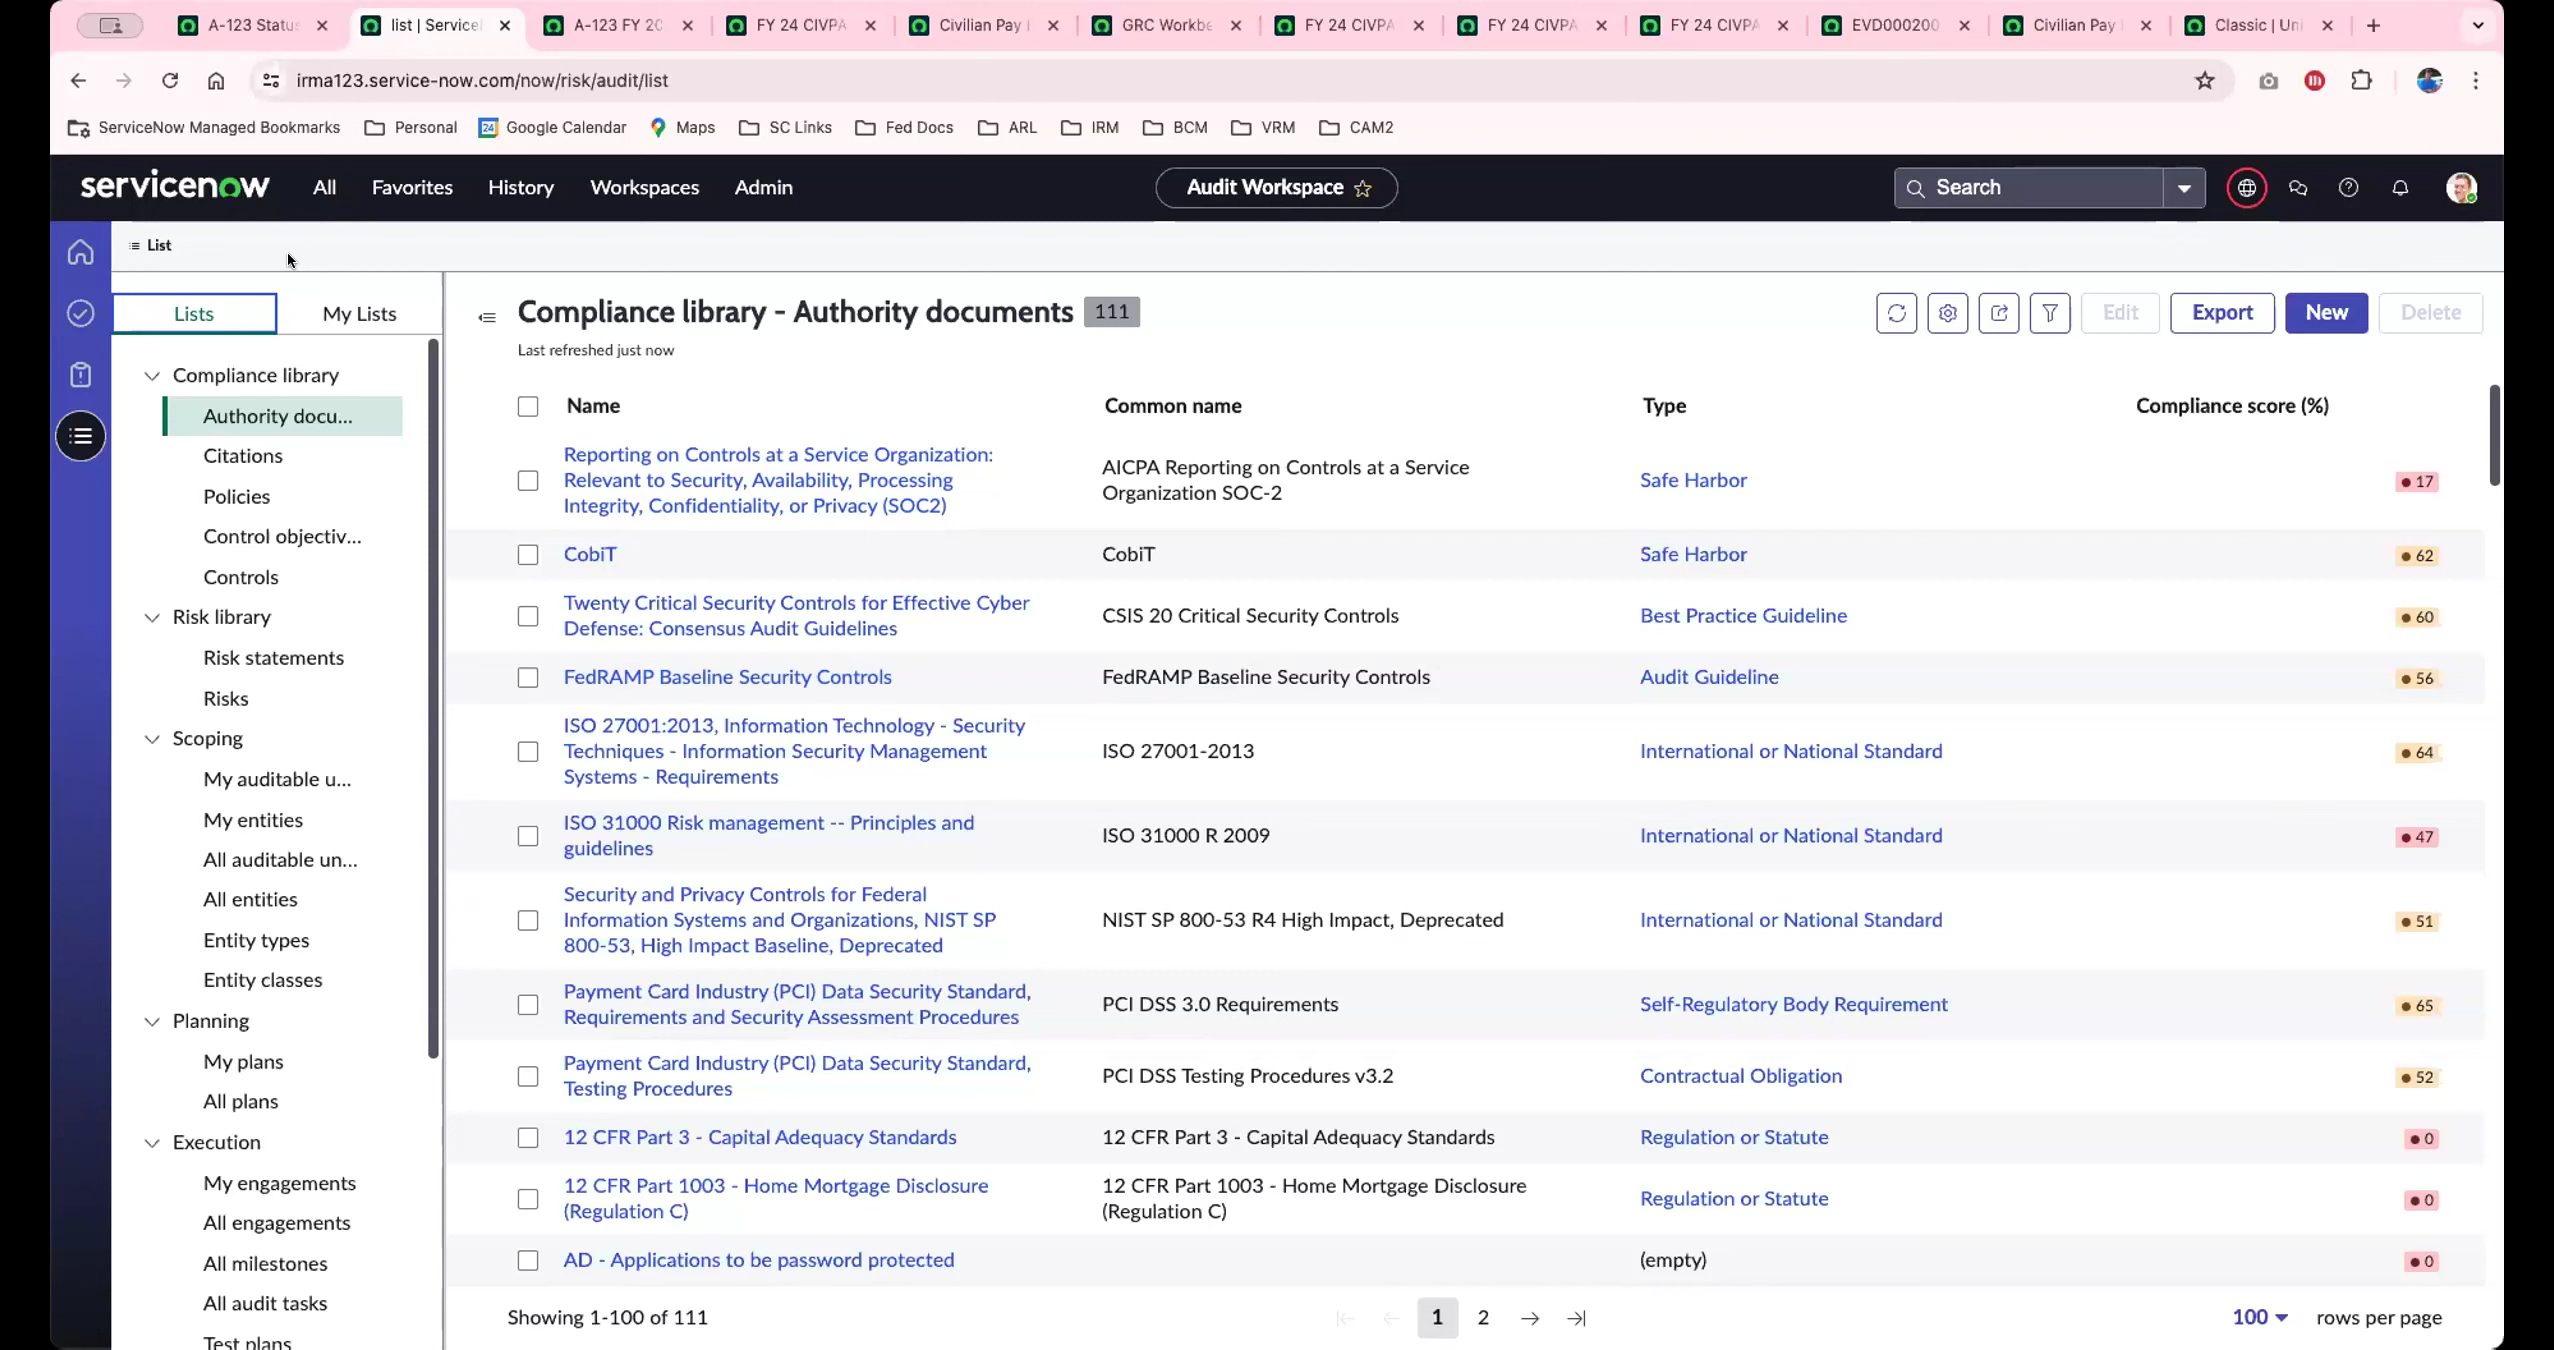 A-123 Statu
list | Service
A-123 FY 20
FY 24 CIVPA
Civilian Pay
GRC Workbe
FY 24 CIVPA
FY 24 CIVPA
FY 24 CIVPA
EVD000200
Civilian Pay
Classic | Uni
irma123.service-now.com/now/risk/audit/list
ServiceNow Managed Bookmarks
Personal
Google Calendar
Maps
SC Links
Fed Docs
ARL
IRM
BCM
VRM
CAM2
servicenow
All
Favorites
History
Workspaces
Admin
Audit Workspace
Search
List
Lists
My Lists
Compliance library
Authority docu...
Citations
Policies
Control objectiv...
Controls
Risk library
Risk statements
Risks
Scoping
My auditable u...
My entities
All auditable un...
All entities
Entity types
Entity classes
Planning
My plans
All plans
Execution
My engagements
All engagements
All milestones
All audit tasks
Test plans
Compliance library - Authority documents 111
Last refreshed just now
Edit
Export
New
Delete
Name
Common name
Type
Compliance score (%)
Reporting on Controls at a Service Organization:
Relevant to Security, Availability, Processing
Integrity, Confidentiality, or Privacy (SOC2)
AICPA Reporting on Controls at a Service
Organization SOC-2
Safe Harbor
17
CobiT
CobiT
Safe Harbor
62
Twenty Critical Security Controls for Effective Cyber
Defense: Consensus Audit Guidelines
CSIS 20 Critical Security Controls
Best Practice Guideline
60
FedRAMP Baseline Security Controls
FedRAMP Baseline Security Controls
Audit Guideline
56
ISO 27001:2013, Information Technology - Security
Techniques - Information Security Management
Systems - Requirements
ISO 27001-2013
International or National Standard
64
ISO 31000 Risk management -- Principles and
guidelines
ISO 31000 R 2009
International or National Standard
47
Security and Privacy Controls for Federal
Information Systems and Organizations, NIST SP
800-53, High Impact Baseline, Deprecated
NIST SP 800-53 R4 High Impact, Deprecated
International or National Standard
51
Payment Card Industry (PCI) Data Security Standard,
Requirements and Security Assessment Procedures
PCI DSS 3.0 Requirements
Self-Regulatory Body Requirement
65
Payment Card Industry (PCI) Data Security Standard,
Testing Procedures
PCI DSS Testing Procedures v3.2
Contractual Obligation
52
12 CFR Part 3 - Capital Adequacy Standards
12 CFR Part 3 - Capital Adequacy Standards
Regulation or Statute
0
12 CFR Part 1003 - Home Mortgage Disclosure
(Regulation C)
12 CFR Part 1003 - Home Mortgage Disclosure
(Regulation C)
Regulation or Statute
0
AD - Applications to be password protected
(empty)
0
Showing 1-100 of 111
1
2
100
rows per page